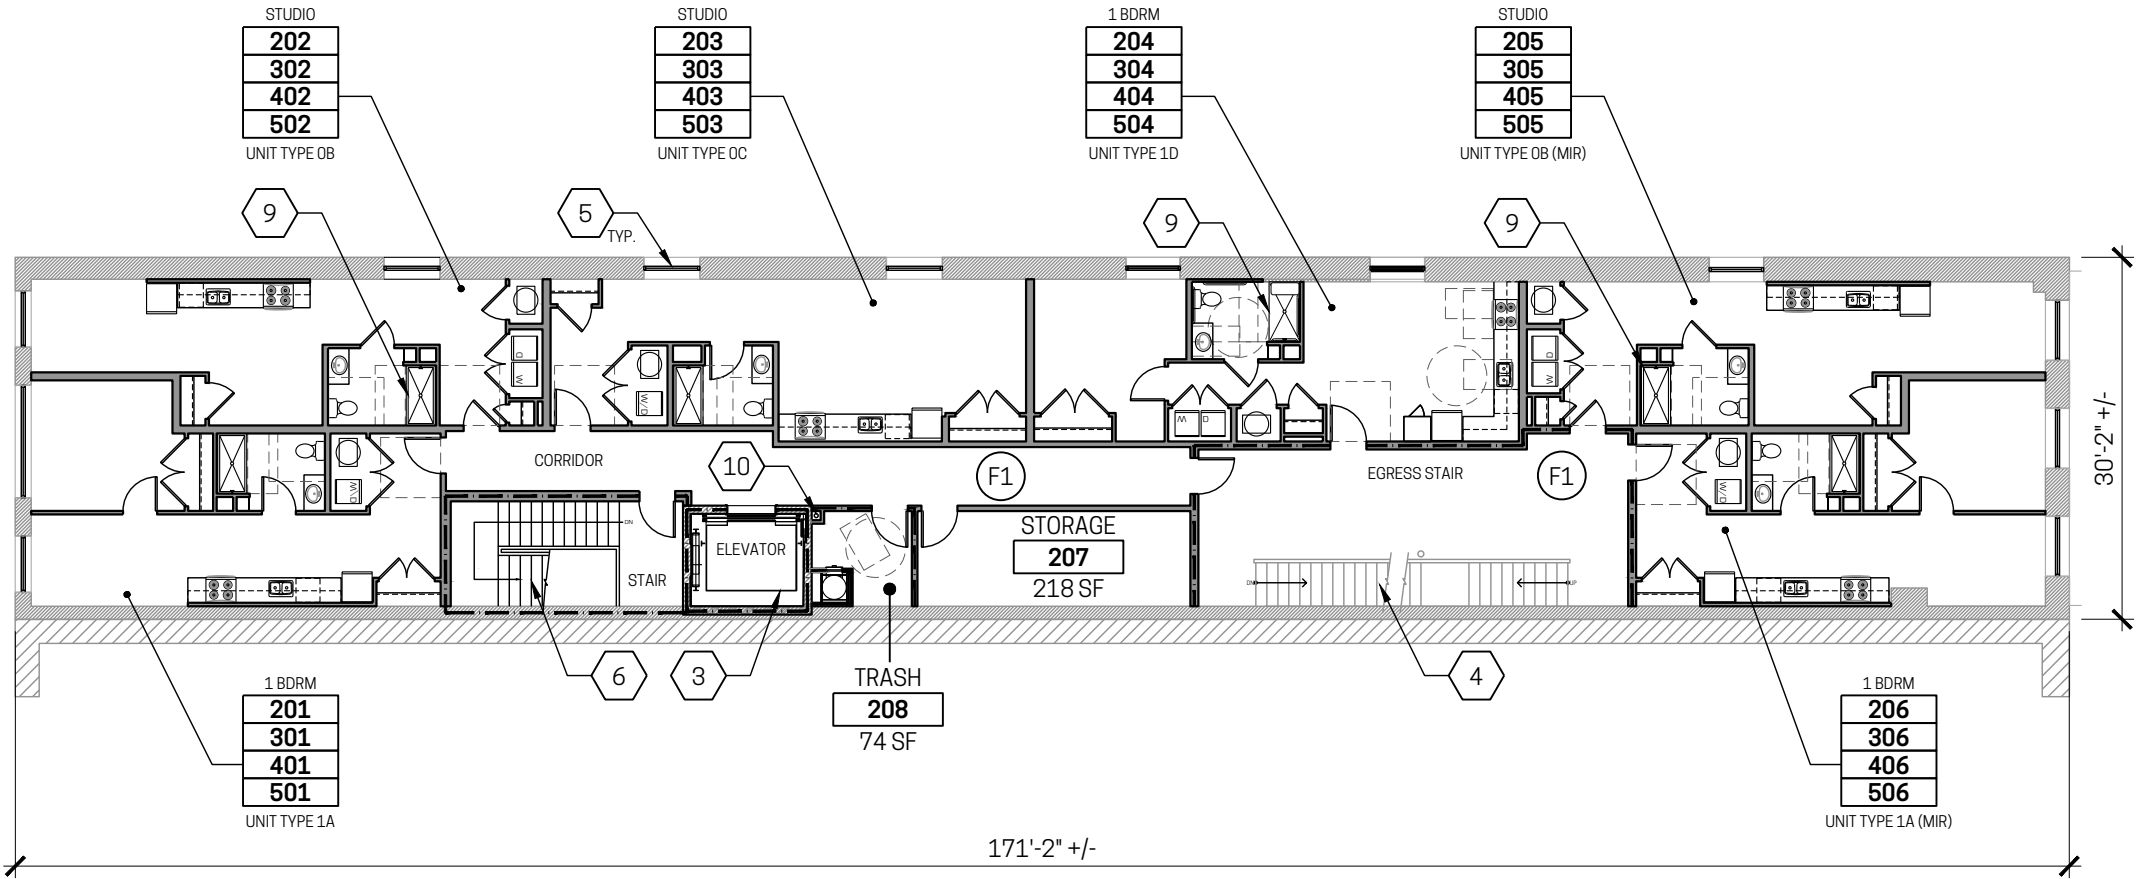 STUDIO
202
302
402
502
UNIT TYPE 0B
STUDIO
203
303
403
503
UNIT TYPE 0C
1 BDRM
204
304
404
504
UNIT TYPE 1D
STUDIO
205
305
405
505
UNIT TYPE 0B (MIR)
9
5
TYP.
9
9
D
W
W/D
W
D
D
W
W/D
W/D
CORRIDOR
10
F1
EGRESS STAIR
F1
30'-2" +/-
DN
ELEVATOR
STAIR
STORAGE
207
218 SF
DN
UP
6
3
TRASH
208
74 SF
4
1 BDRM
201
301
401
501
UNIT TYPE 1A
1 BDRM
206
306
406
506
UNIT TYPE 1A (MIR)
171'-2" +/-